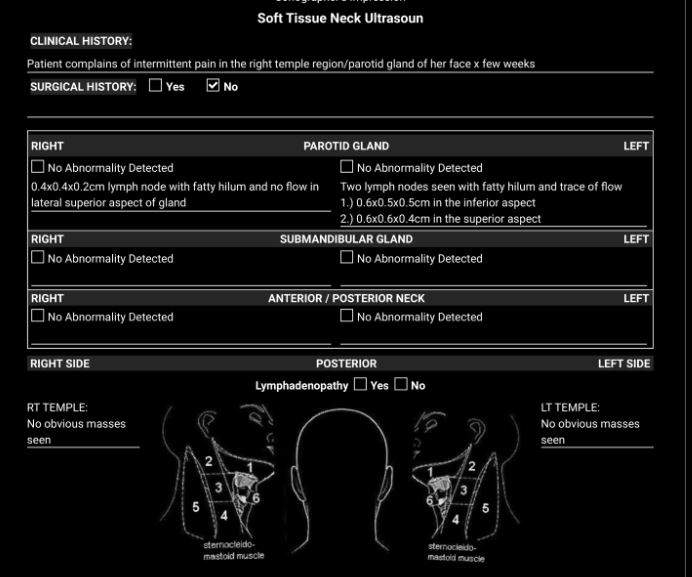 Sonographer's Impression
Soft Tissue Neck Ultrasoun
CLINICAL HISTORY:
Patient complains of intermittent pain in the right temple region/parotid gland of her face x few weeks
SURGICAL HISTORY: Yes No
RIGHT PAROTID GLAND LEFT
No Abnormality Detected No Abnormality Detected
0.4x0.4x0.2cm lymph node with fatty hilum and no flow in Two lymph nodes seen with fatty hilum and trace of flow
lateral superior aspect of gland 1.) 0.6x0.5x0.5cm in the inferior aspect
2.) 0.6x0.6x0.4cm in the superior aspect
RIGHT SUBMANDIBULAR GLAND LEFT
No Abnormality Detected No Abnormality Detected
RIGHT ANTERIOR / POSTERIOR NECK LEFT
No Abnormality Detected No Abnormality Detected
RIGHT SIDE POSTERIOR LEFT SIDE
Lymphadenopathy Yes No
RT TEMPLE: LT TEMPLE:
No obvious masses No obvious masses
seen seen
2 1 1 2
3 6 6 3
5 4 4 5
sternocleido- sternocleido-
mastoid muscle mastoid muscle